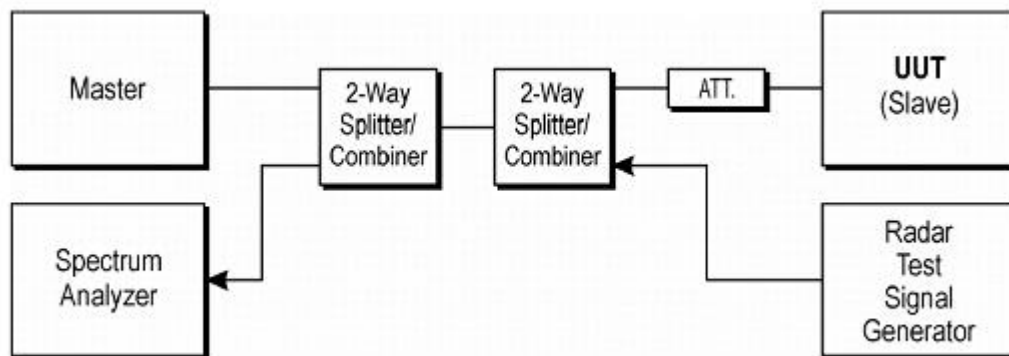 Master
2-Way
Splitter/
Combiner
2-Way
Splitter/
Combiner
ATT.
UUT
(Slave)
Spectrum
Analyzer
Radar
Test
Signal
Generator